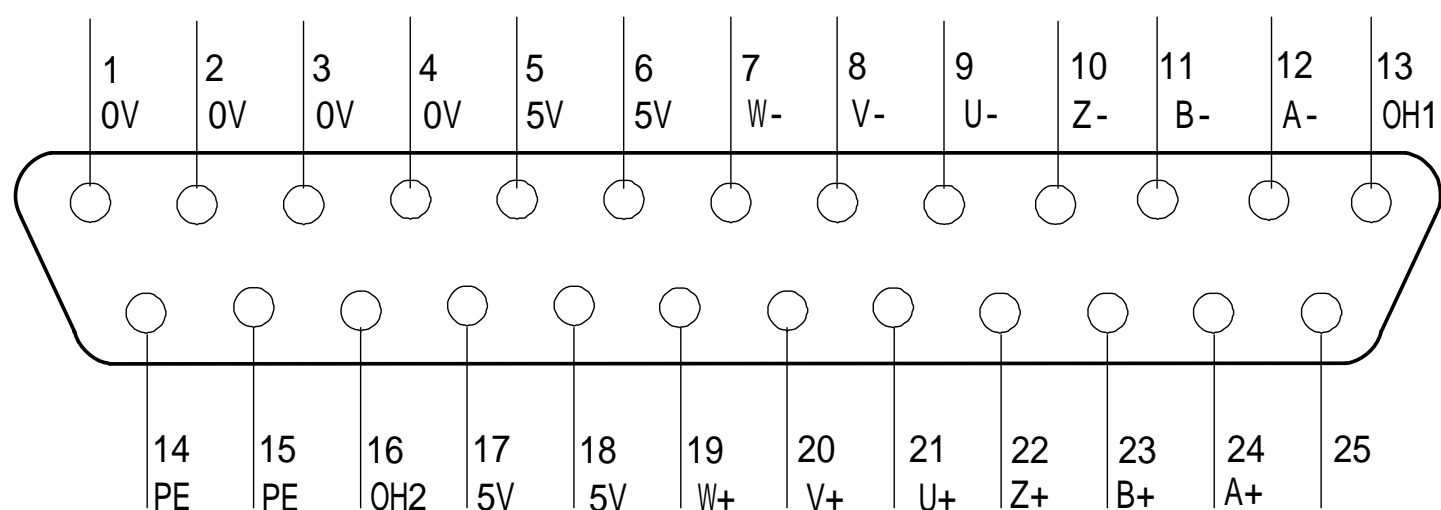 1 2 3 4 5 6 7 8 9 10 11 12 13
0V 0V 0V 0V 5V 5V W- V- U- Z- B- A- OH1
14 15 16 17 18 19 20 21 22 23 24 25
PE PE OH2 5V 5V W+ V+ U+ Z+ B+ A+